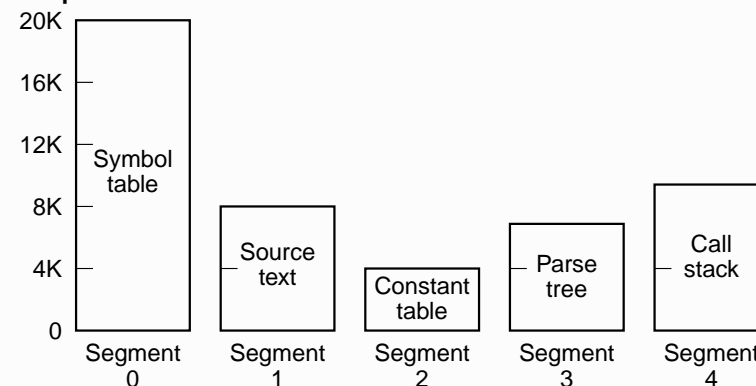 20K
16K
12K
8K
4K
0
Symbol
table
Source
text
Constant
table
Parse
tree
Call
stack
Segment
0
Segment
1
Segment
2
Segment
3
Segment
4